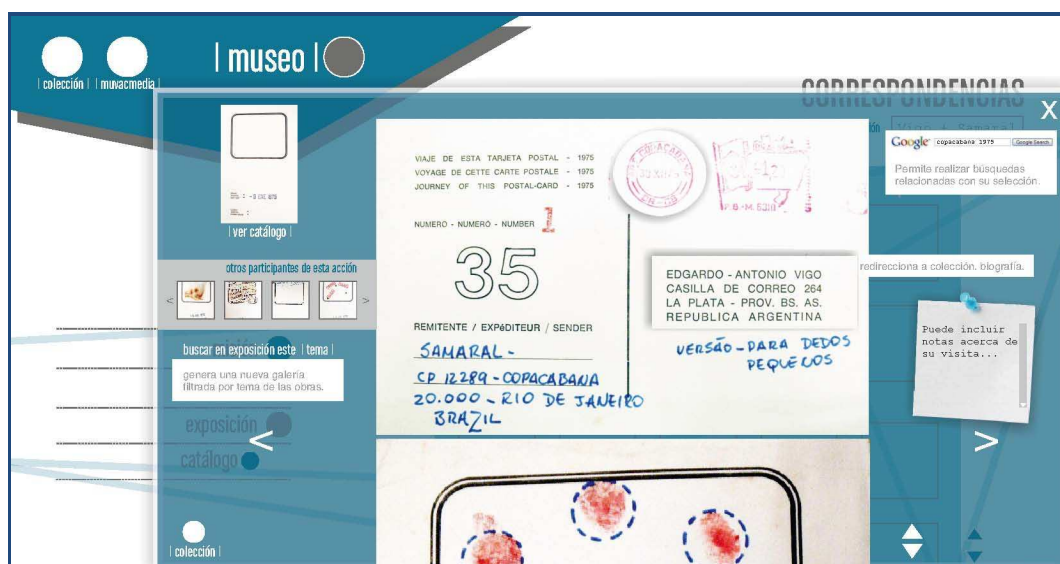 | museo |
| colección | | muvacmedia |
CORRESPONDENCIAS
X
Google copacabana 1975 Google Search
Permite realizar búsquedas
relacionadas con su selección.
| ver catálogo |
otros participantes de esta acción
< >
buscar en exposición este | tema |
genera una nueva galería
filtrada por tema de las obras.
exposición
<
catálogo
| colección |
VIAJE DE ESTA TARJETA POSTAL - 1975
VOYAGE DE CETTE CARTE POSTALE - 1975
JOURNEY OF THIS POSTAL-CARD - 1975
NUMERO - NUMÉRO - NUMBER 1
35
REMITENTE / EXPéDITEUR / SENDER
SAMARAL -
CP 12289 - COPACABANA
20.000 - RIO DE JANEIRO
BRAZIL
EDGARDO - ANTONIO VIGO
CASILLA DE CORREO 264
LA PLATA - PROV. BS. AS.
REPUBLICA ARGENTINA
VERSÃO - PARA DEDOS
PEQUENOS
redirecciona a colección. biografía.
Puede incluir
notas acerca de
su visita...
>